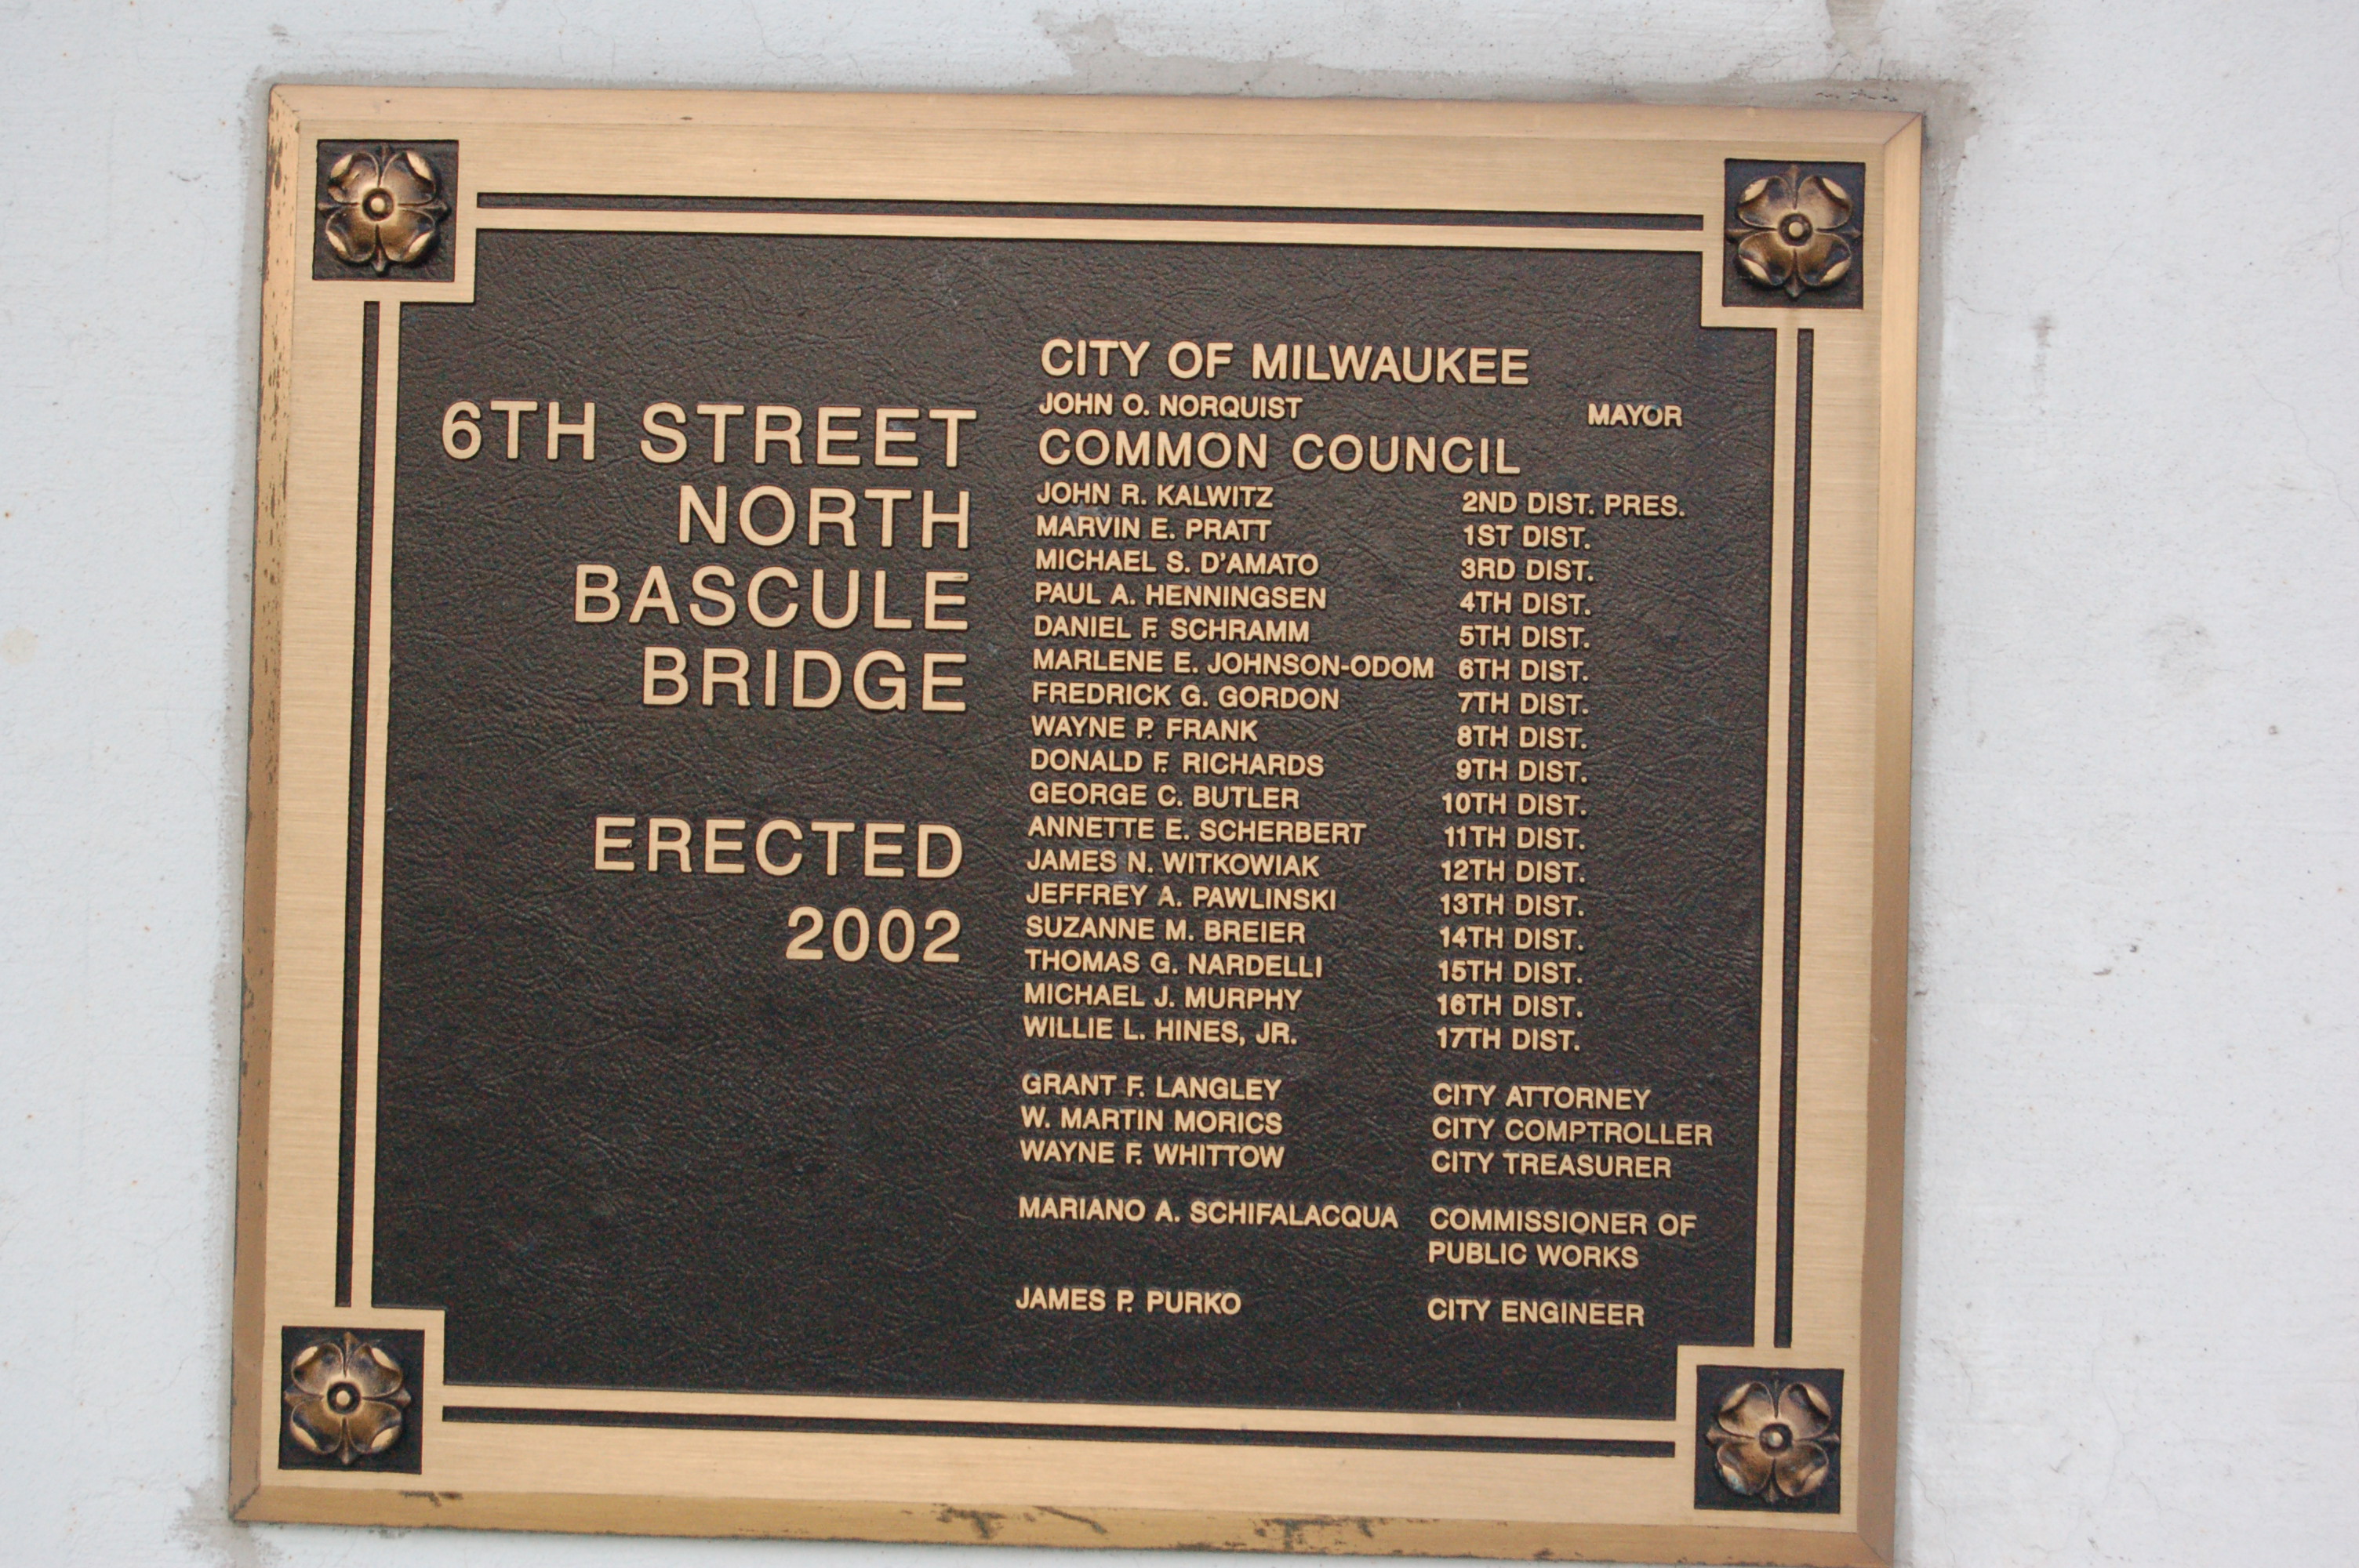 6TH STREET
NORTH
BASCULE
BRIDGE
ERECTED
2002
CITY OF MILWAUKEE
JOHN O. NORQUIST MAYOR
COMMON COUNCIL
JOHN R. KALWITZ 2ND DIST. PRES.
MARVIN E. PRATT 1ST DIST.
MICHAEL S. D'AMATO 3RD DIST.
PAUL A. HENNINGSEN 4TH DIST.
DANIEL F. SCHRAMM 5TH DIST.
MARLENE E. JOHNSON-ODOM 6TH DIST.
FREDRICK G. GORDON 7TH DIST.
WAYNE P. FRANK 8TH DIST.
DONALD F. RICHARDS 9TH DIST.
GEORGE C. BUTLER 10TH DIST.
ANNETTE E. SCHERBERT 11TH DIST.
JAMES N. WITKOWIAK 12TH DIST.
JEFFREY A. PAWLINSKI 13TH DIST.
SUZANNE M. BREIER 14TH DIST.
THOMAS G. NARDELLI 15TH DIST.
MICHAEL J. MURPHY 16TH DIST.
WILLIE L. HINES, JR. 17TH DIST.
GRANT F. LANGLEY CITY ATTORNEY
W. MARTIN MORICS CITY COMPTROLLER
WAYNE F. WHITTOW CITY TREASURER
MARIANO A. SCHIFALACQUA COMMISSIONER OF
PUBLIC WORKS
JAMES P. PURKO CITY ENGINEER